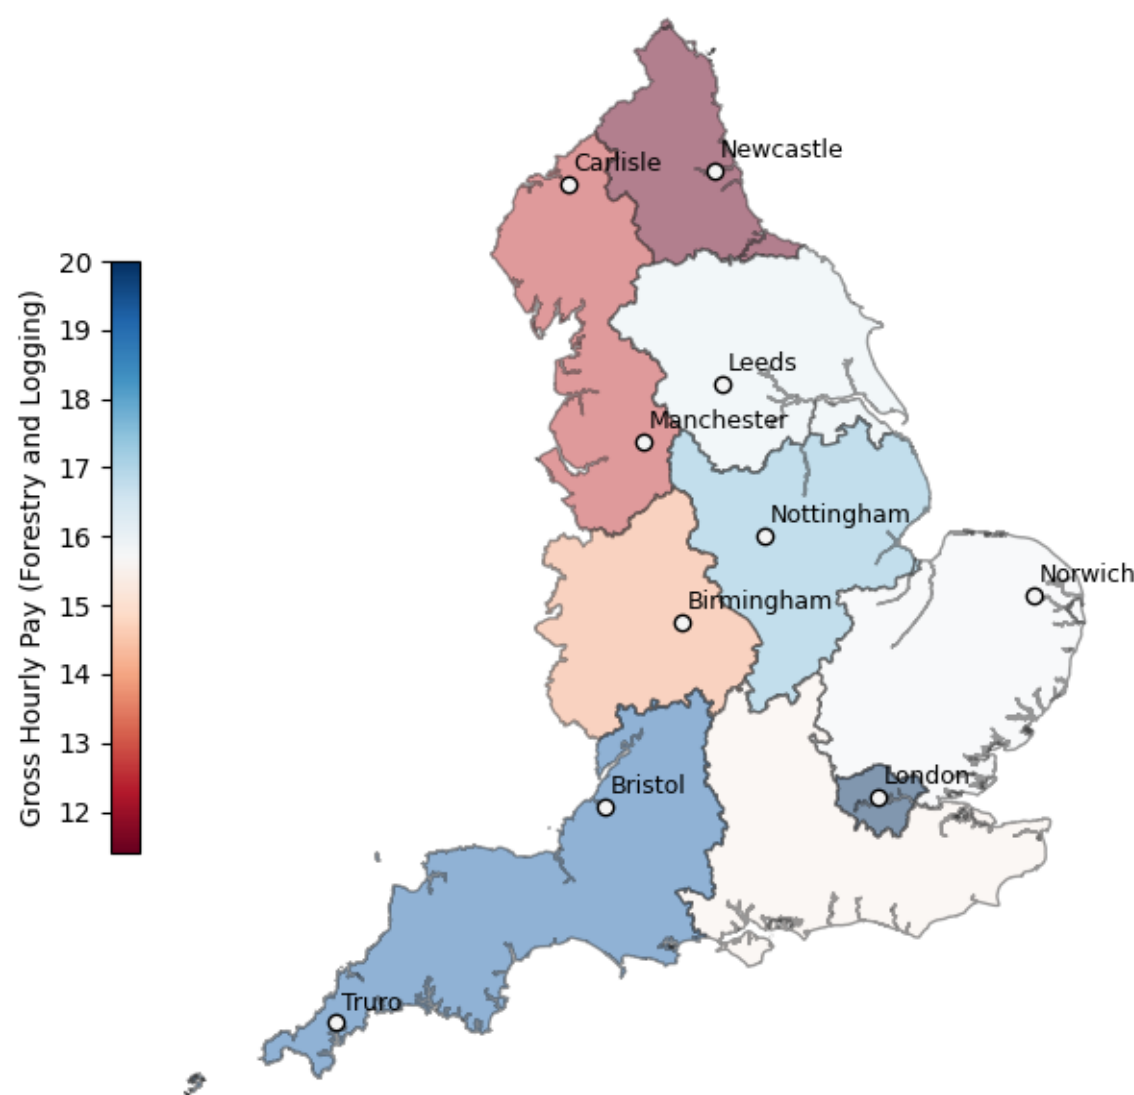 Newcastle
Carlisle
20
19
18
17
16
15
14
13
12
Gross Hourly Pay (Forestry and Logging)
Leeds
Manchester
Nottingham
Norwich
Birmingham
London
Bristol
Truro